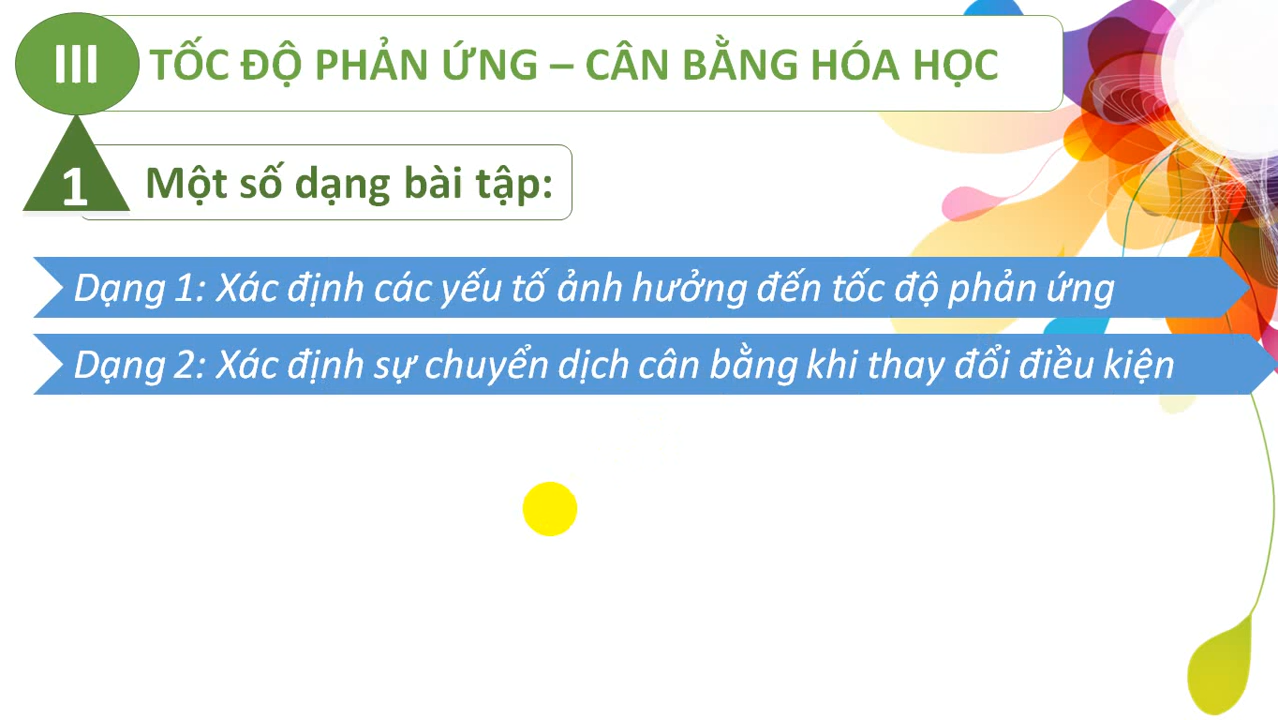 III
TỐC ĐỘ PHẢN ỨNG – CÂN BẰNG HÓA HỌC
1
Một số dạng bài tập:
Dạng 1: Xác định các yếu tố ảnh hưởng đến tốc độ phản ứng
Dạng 2: Xác định sự chuyển dịch cân bằng khi thay đổi điều kiện